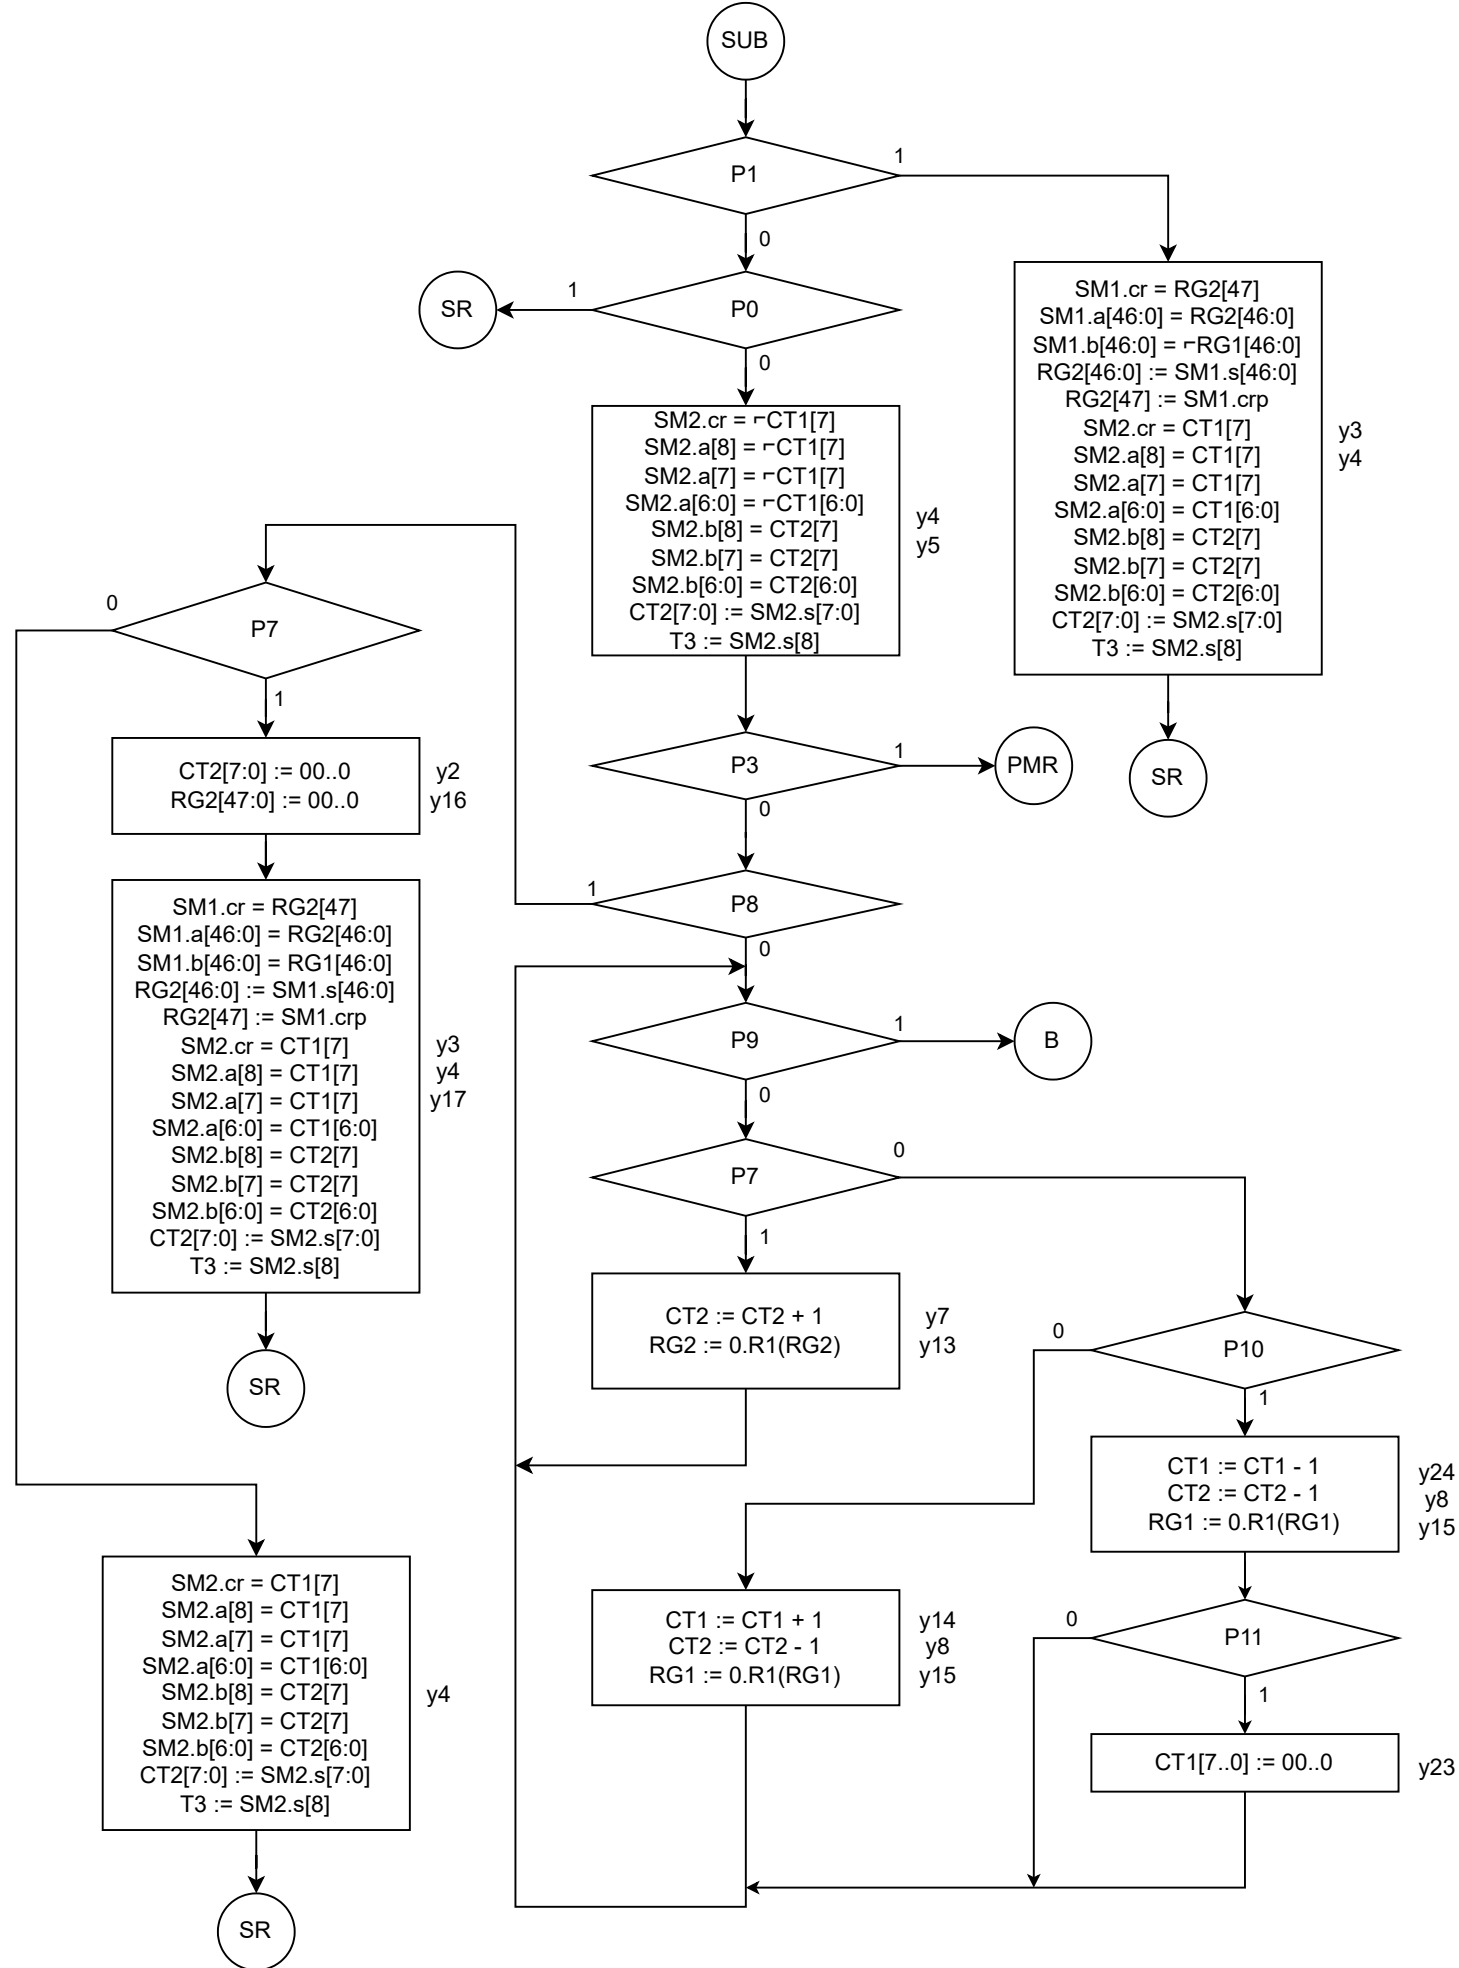 SUB
P1
1
0
P0
1
SR
0
SM1.cr = RG2[47]
SM1.a[46:0] = RG2[46:0]
SM1.b[46:0] = ⌐RG1[46:0]
RG2[46:0] := SM1.s[46:0]
RG2[47] := SM1.crp
SM2.cr = CT1[7]
SM2.a[8] = CT1[7]
SM2.a[7] = CT1[7]
SM2.a[6:0] = CT1[6:0]
SM2.b[8] = CT2[7]
SM2.b[7] = CT2[7]
SM2.b[6:0] = CT2[6:0]
CT2[7:0] := SM2.s[7:0]
T3 := SM2.s[8]
y3
y4
SR
SM2.cr = ⌐CT1[7]
SM2.a[8] = ⌐CT1[7]
SM2.a[7] = ⌐CT1[7]
SM2.a[6:0] = ⌐CT1[6:0]
SM2.b[8] = CT2[7]
SM2.b[7] = CT2[7]
SM2.b[6:0] = CT2[6:0]
CT2[7:0] := SM2.s[7:0]
T3 := SM2.s[8]
y4
y5
P3
1
PMR
0
P8
1
0
P7
0
1
CT2[7:0] := 00..0
RG2[47:0] := 00..0
y2
y16
SM1.cr = RG2[47]
SM1.a[46:0] = RG2[46:0]
SM1.b[46:0] = RG1[46:0]
RG2[46:0] := SM1.s[46:0]
RG2[47] := SM1.crp
SM2.cr = CT1[7]
SM2.a[8] = CT1[7]
SM2.a[7] = CT1[7]
SM2.a[6:0] = CT1[6:0]
SM2.b[8] = CT2[7]
SM2.b[7] = CT2[7]
SM2.b[6:0] = CT2[6:0]
CT2[7:0] := SM2.s[7:0]
T3 := SM2.s[8]
y3
y4
y17
SR
SM2.cr = CT1[7]
SM2.a[8] = CT1[7]
SM2.a[7] = CT1[7]
SM2.a[6:0] = CT1[6:0]
SM2.b[8] = CT2[7]
SM2.b[7] = CT2[7]
SM2.b[6:0] = CT2[6:0]
CT2[7:0] := SM2.s[7:0]
T3 := SM2.s[8]
y4
SR
P9
1
B
0
P7
0
1
CT2 := CT2 + 1
RG2 := 0.R1(RG2)
y7
y13
P10
0
1
CT1 := CT1 - 1
CT2 := CT2 - 1
RG1 := 0.R1(RG1)
y24
y8
y15
CT1 := CT1 + 1
CT2 := CT2 - 1
RG1 := 0.R1(RG1)
y14
y8
y15
P11
0
1
CT1[7..0] := 00..0
y23